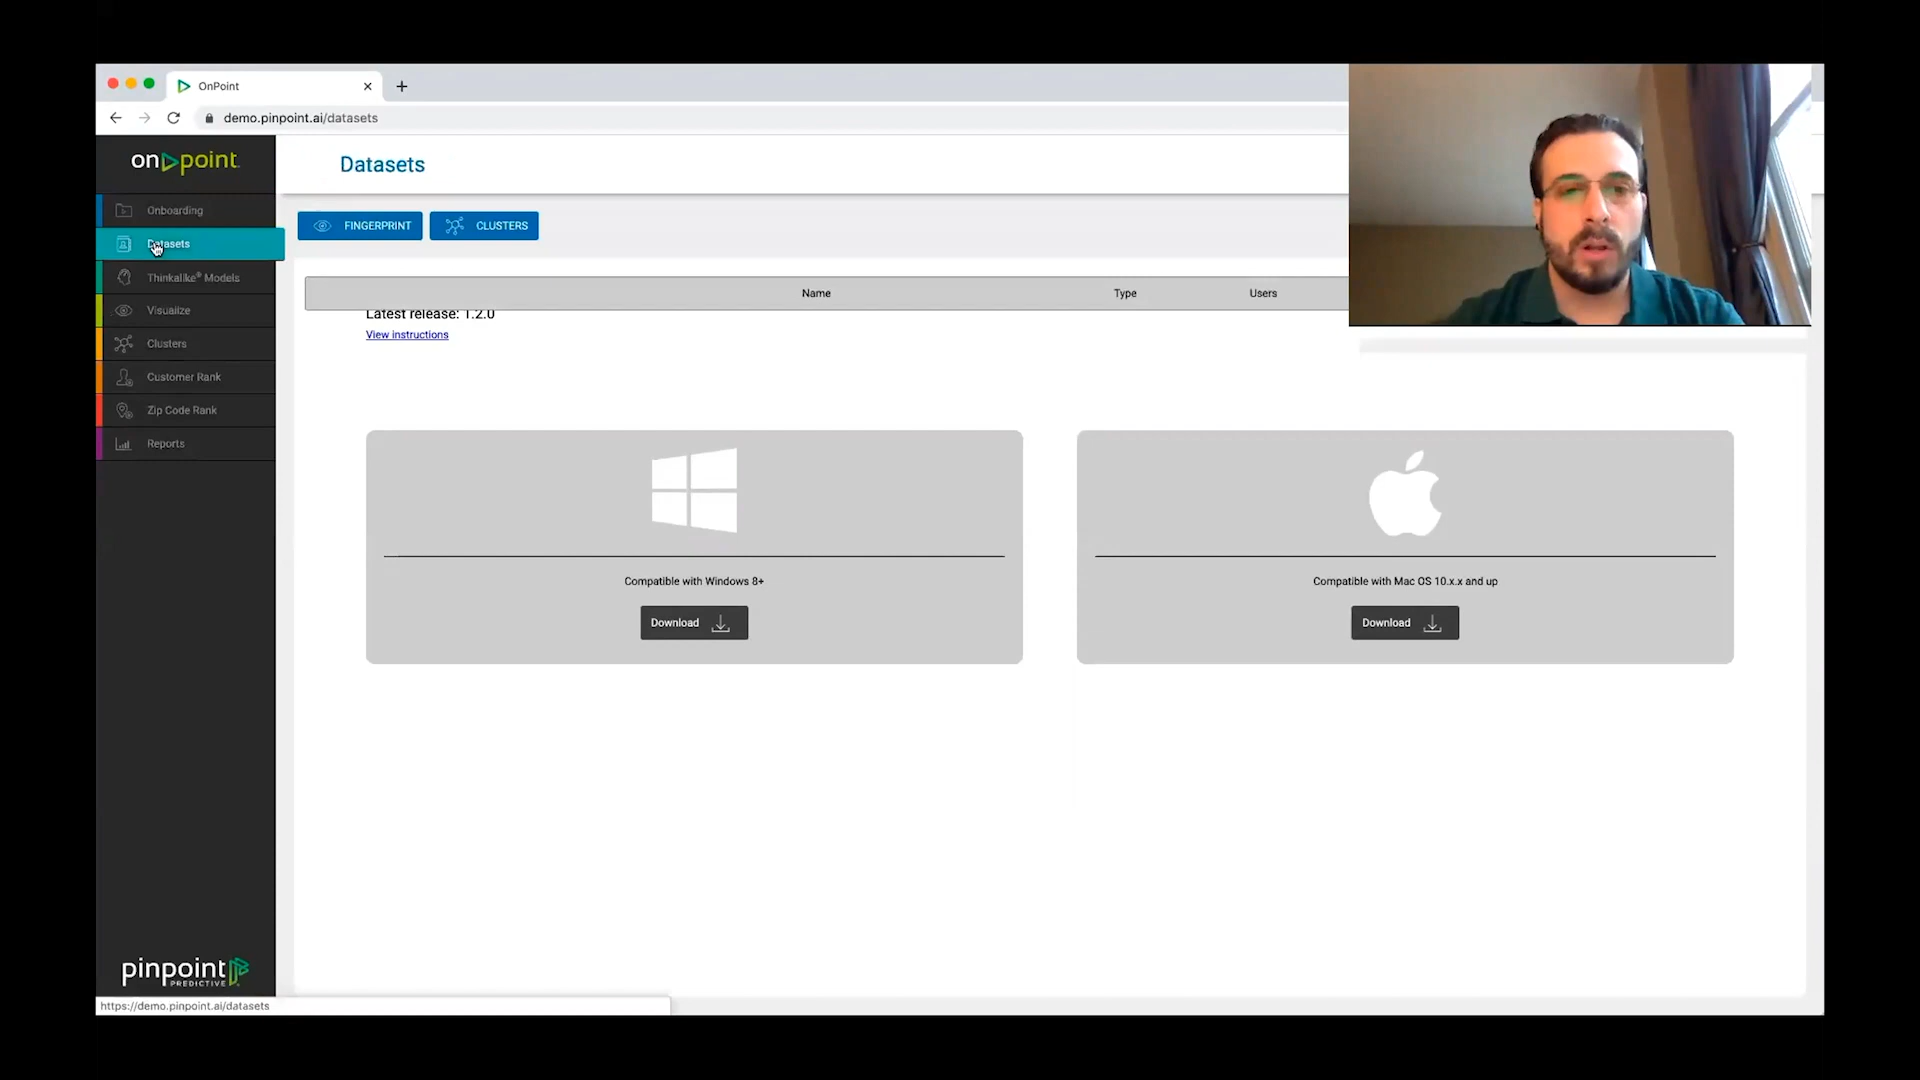 OnPoint
demo.pinpoint.ai/datasets
on point
Datasets
Onboarding
Datasets
Thinkalike® Models
Visualize
Clusters
Customer Rank
Zip Code Rank
Reports
FINGERPRINT
CLUSTERS
Name Type Users
Latest release: 1.2.0
View instructions
Compatible with Windows 8+
Download
Compatible with Mac OS 10.x.x and up
Download
pinpoint
PREDICTIVE
https://demo.pinpoint.ai/datasets